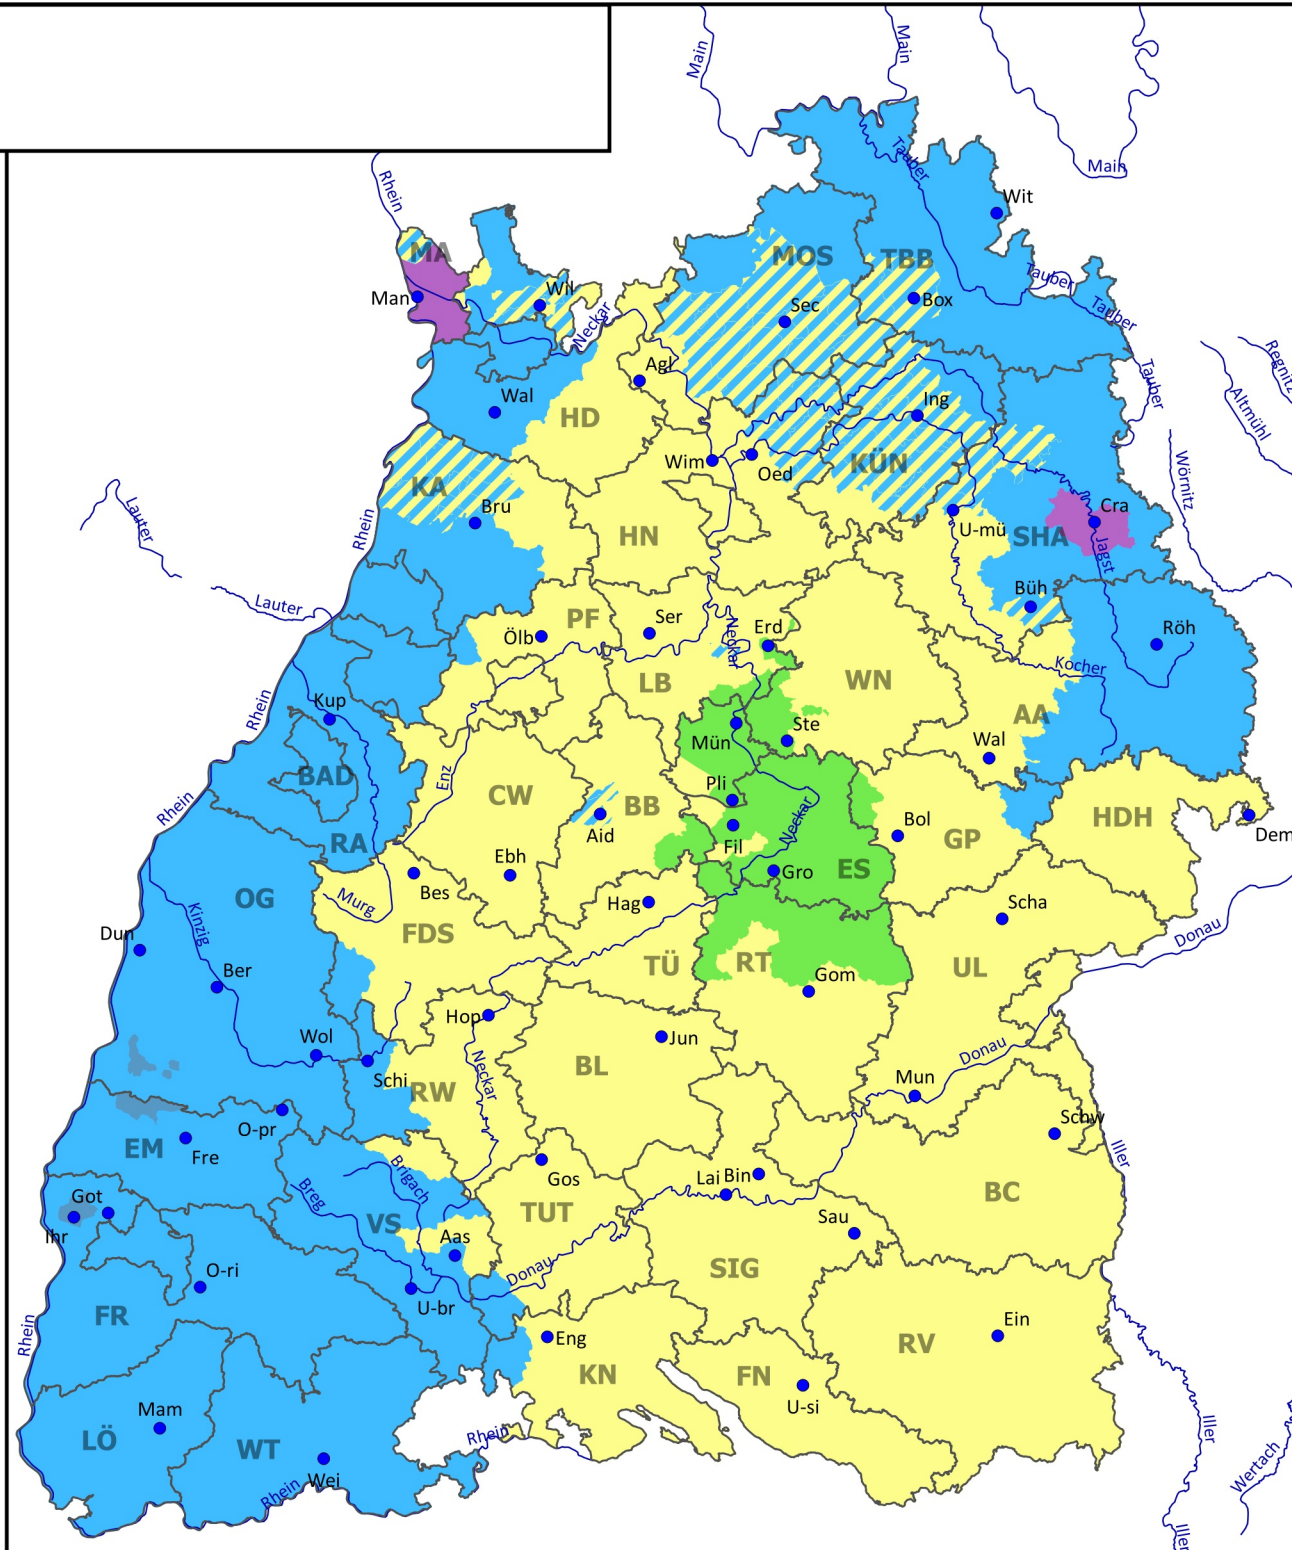 Main
Main
Main
Rhein
Tauber
Wit
MA
MOS
TBB
Tauber
Man
Wil
Neckar
Sec
Box
Tauber
Regnitz
Agl
Tauber
Altmühl
Wal
HD
Ing
Wim
Oed
KÜN
Wörnitz
KA
Bru
Lauter
Rhein
HN
U-mü
SHA
Cra
Jagst
Büh
Lauter
PF
Ölb
Ser
Erd
Neckar
Röh
LB
WN
Kocher
Rhein
Kup
AA
Mün
Ste
Wal
BAD
Enz
CW
Pli
BB
Rhein
Aid
Neckar
Bol
GP
HDH
Dem
RA
Fil
Ebh
Bes
Gro
ES
OG
Murg
Hag
Scha
Kinzig
Dun
FDS
Donau
Ber
TÜ
RT
UL
Gom
Hop
Wol
Jun
Donau
Schi
BL
Neckar
RW
Mun
Schw
O-pr
EM
Fre
Iller
Brigach
Gos
Lai
Bin
BC
Got
Breg
Ihr
VS
TUT
Sau
Aas
O-ri
Donau
SIG
U-br
FR
Rhein
Eng
Ein
RV
KN
FN
U-si
Mam
LÖ
WT
Rhein
Iller
Wei
Rhein
Wertach
Iller